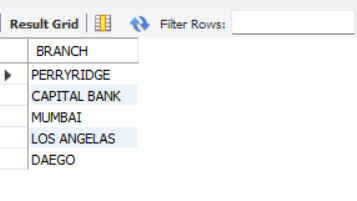 Result Grid Filter Rows:
BRANCH
PERRYRIDGE
CAPITAL BANK
MUMBAI
LOS ANGELAS
DAEGO